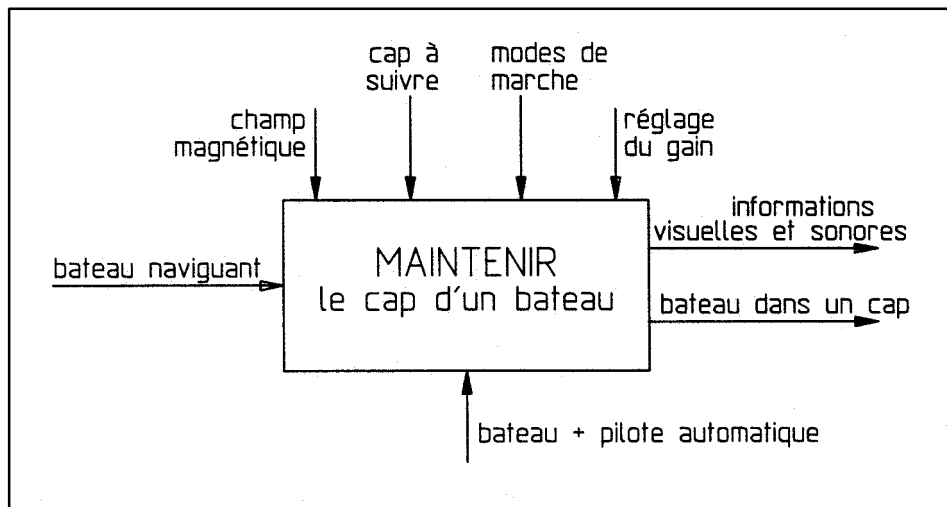 cap à
suivre
modes de
marche
champ
magnétique
réglage
du gain
informations
visuelles et sonores
bateau naviguant
MAINTENIR
le cap d'un bateau
bateau dans un cap
bateau + pilote automatique